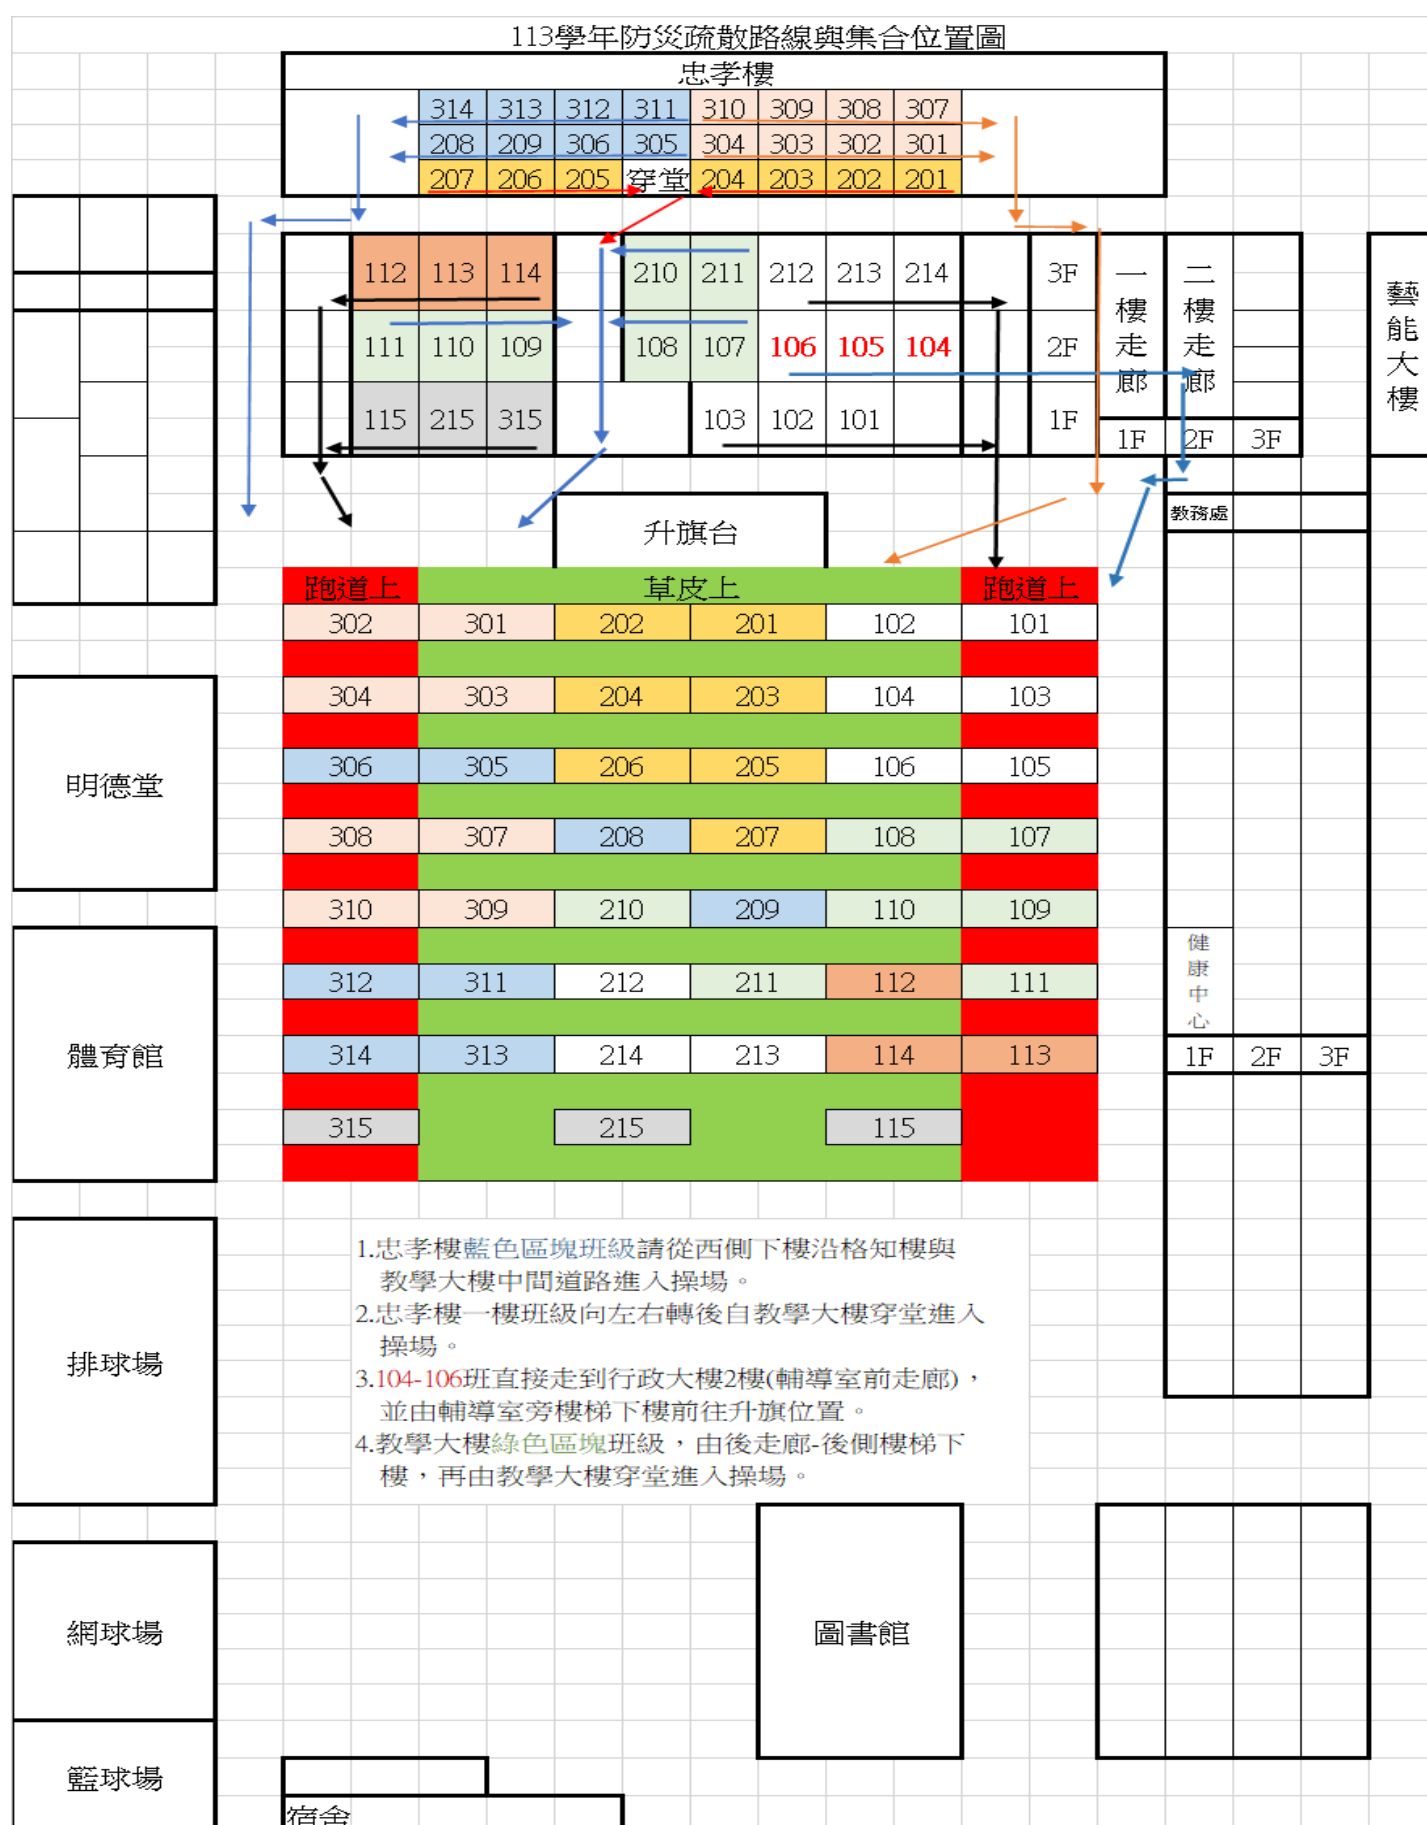 113學年防災疏散路線與集合位置圖
忠孝樓
314 313 312 311 310 309 308 307
208 209 306 305 304 303 302 301
207 206 205 穿堂 204 203 202 201
112 113 114 210 211 212 213 214 3F
111 110 109 108 107 106 105 104 2F
115 215 315 103 102 101 1F
一樓走廊
二樓走廊
藝能大樓
1F 2F 3F
教務處
升旗台
跑道上 草皮上 跑道上
302 301 202 201 102 101
304 303 204 203 104 103
306 305 206 205 106 105
308 307 208 207 108 107
310 309 210 209 110 109
312 311 212 211 112 111
314 313 214 213 114 113
315 215 115
明德堂
體育館
健康中心
1F 2F 3F
1.忠孝樓藍色區塊班級請從西側下樓沿格知樓與
教學大樓中間道路進入操場。
2.忠孝樓一樓班級向左右轉後自教學大樓穿堂進入
操場。
3.104-106班直接走到行政大樓2樓(輔導室前走廊)，
並由輔導室旁樓梯下樓前往升旗位置。
4.教學大樓綠色區塊班級，由後走廊-後側樓梯下
樓，再由教學大樓穿堂進入操場。
排球場
網球場
圖書館
籃球場
宿舍